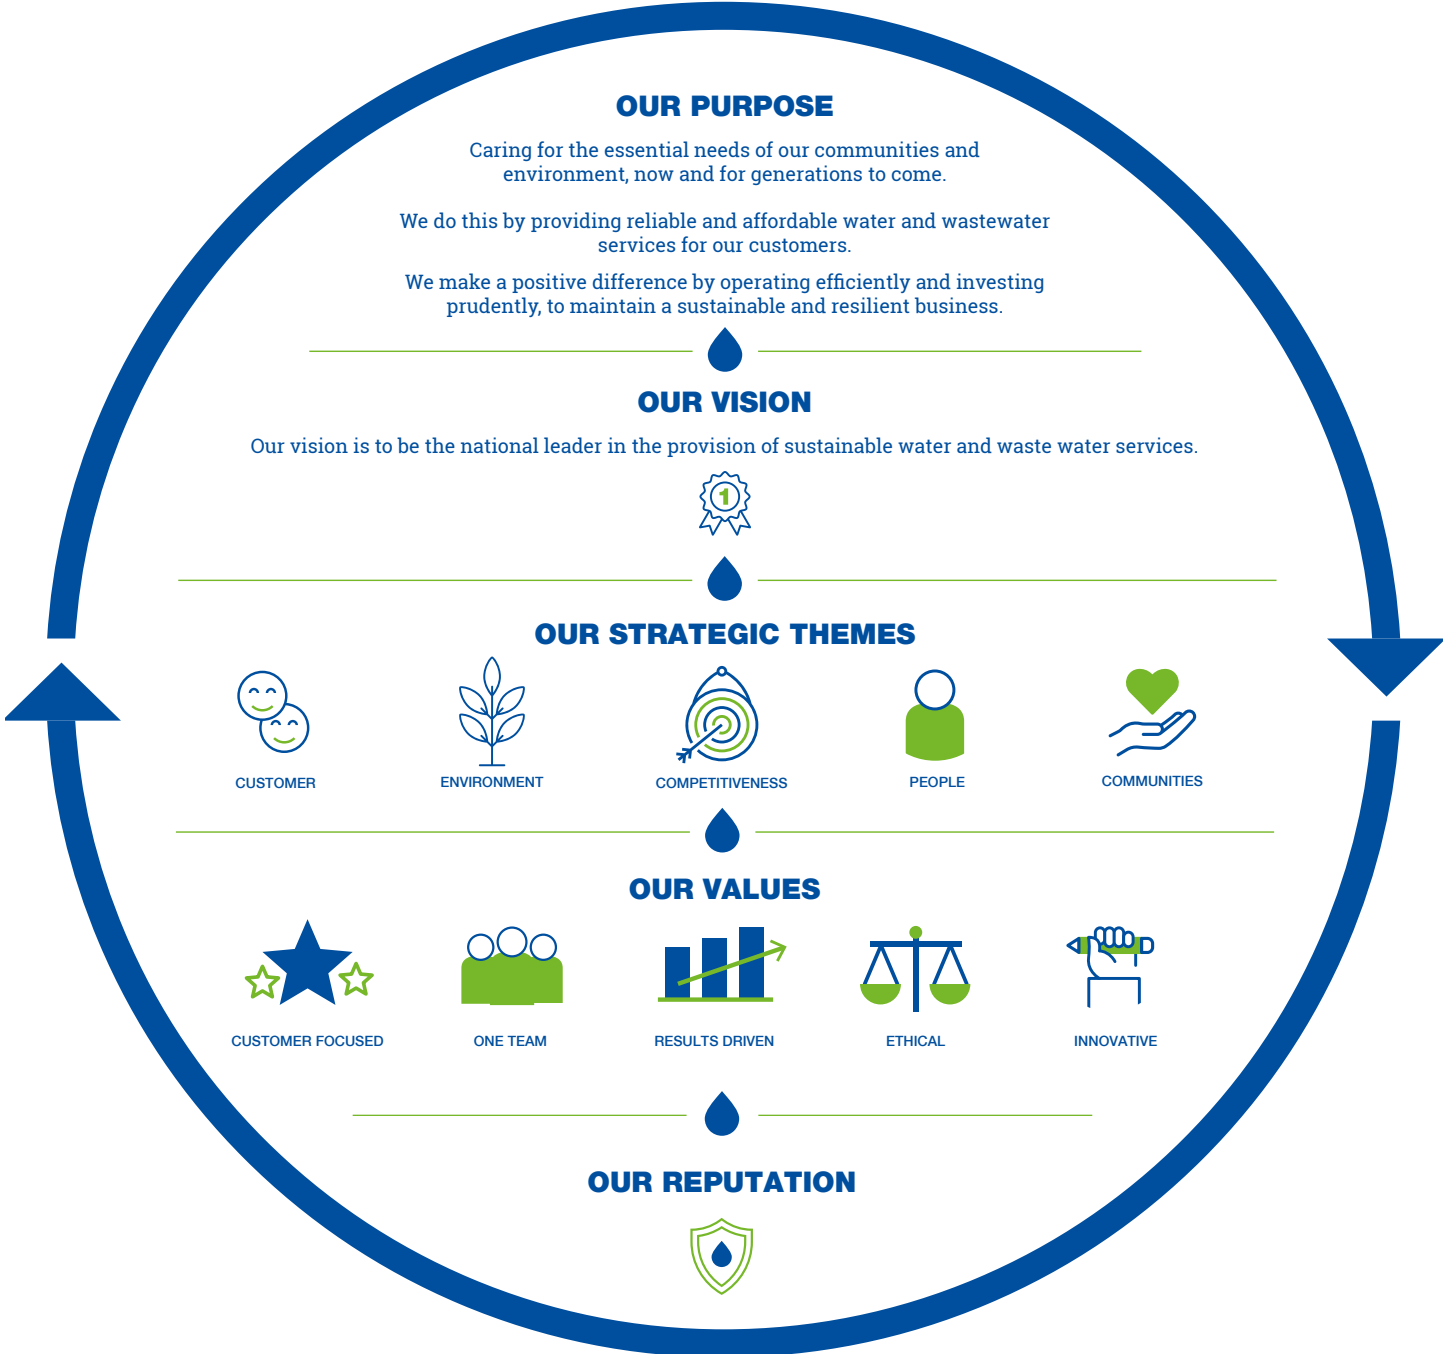 OUR PURPOSE
Caring for the essential needs of our communities and
environment, now and for generations to come.
We do this by providing reliable and affordable water and wastewater
services for our customers.
We make a positive difference by operating efficiently and investing
prudently, to maintain a sustainable and resilient business.
OUR VISION
Our vision is to be the national leader in the provision of sustainable water and waste water services.
1
OUR STRATEGIC THEMES
CUSTOMER
ENVIRONMENT
COMPETITIVENESS
PEOPLE
COMMUNITIES
OUR VALUES
CUSTOMER FOCUSED
ONE TEAM
RESULTS DRIVEN
ETHICAL
INNOVATIVE
OUR REPUTATION